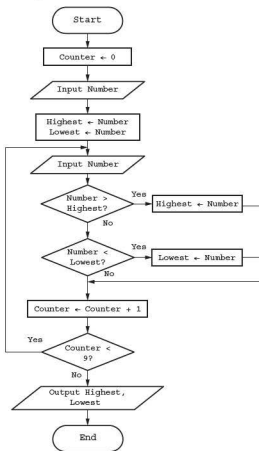 Start
Counter ← 0
Input Number
Highest ← Number
Lowest ← Number
Input Number
Number >
Highest?
Yes
Highest ← Number
No
Number <
Lowest?
Yes
Lowest ← Number
No
Counter ← Counter + 1
Yes
Counter <
9?
No
Output Highest,
Lowest
End